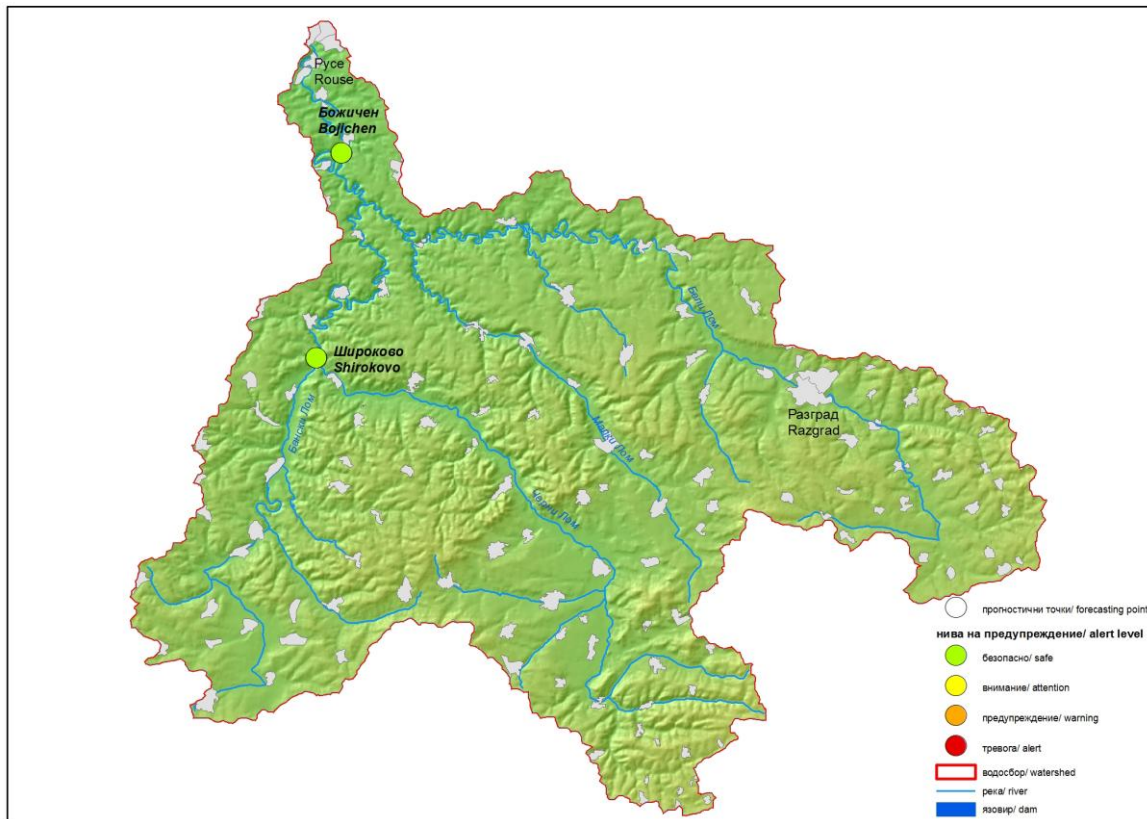 Русе
Rouse
Божичен
Bojichen
Бели Лом
Широково
Shirokovo
Разград
Razgrad
Бански Лом
Малки Лом
Черни Лом
прогностични точки/ forecasting point
нива на предупреждение/ alert level
безопасно/ safe
внимание/ attention
предупреждение/ warning
тревога/ alert
водосбор/ watershed
река/ river
язовир/ dam